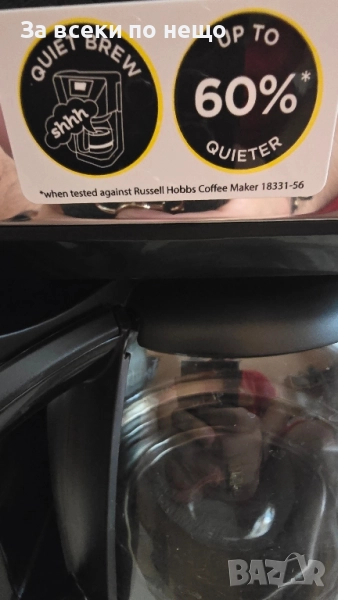 За всеки по нещо
QUIET BREW
shhh
UP TO
60%*
QUIETER
*when tested against Russell Hobbs Coffee Maker 18331-56
BAZAR